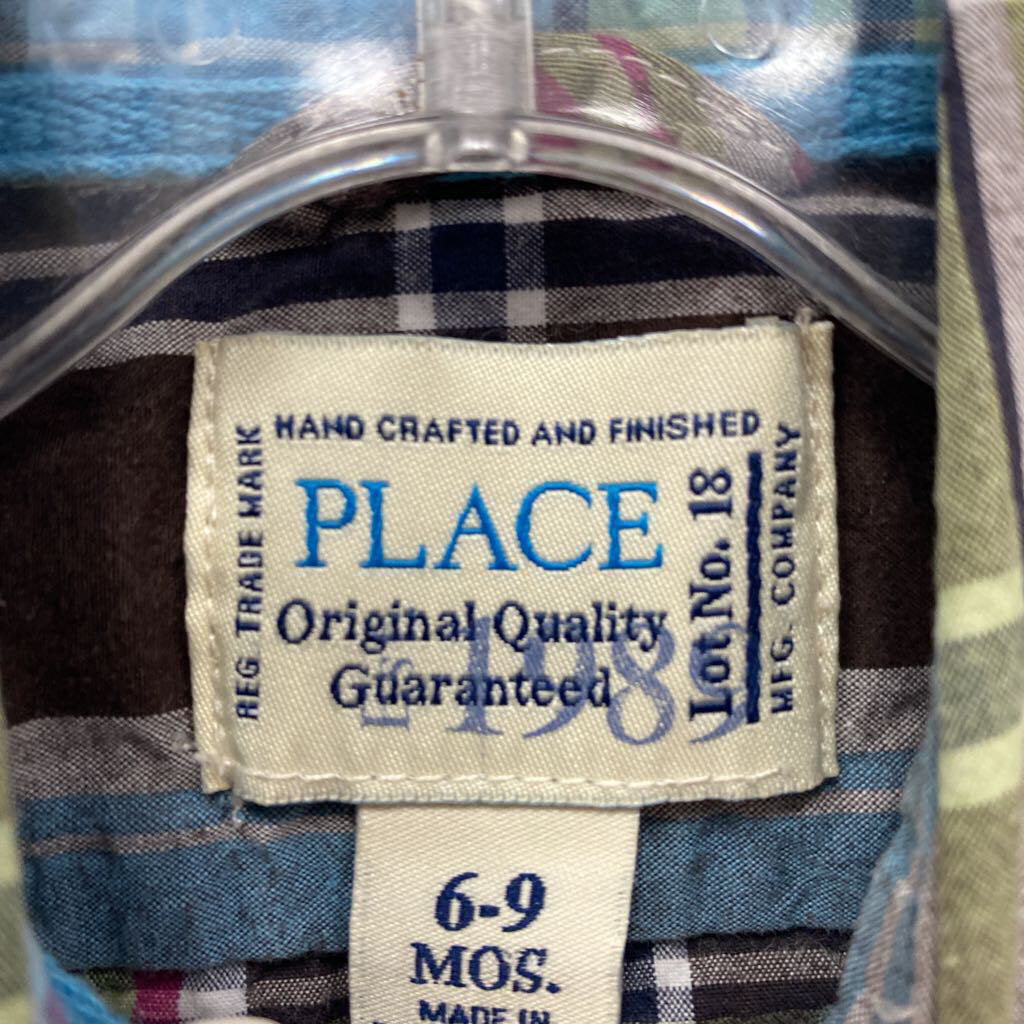 HAND CRAFTED AND FINISHED
REG TRADE MARK
PLACE
Lot No. 18
MFG. COMPANY
Original Quality
Guaranteed
1989
6-9
MOS.
MADE IN